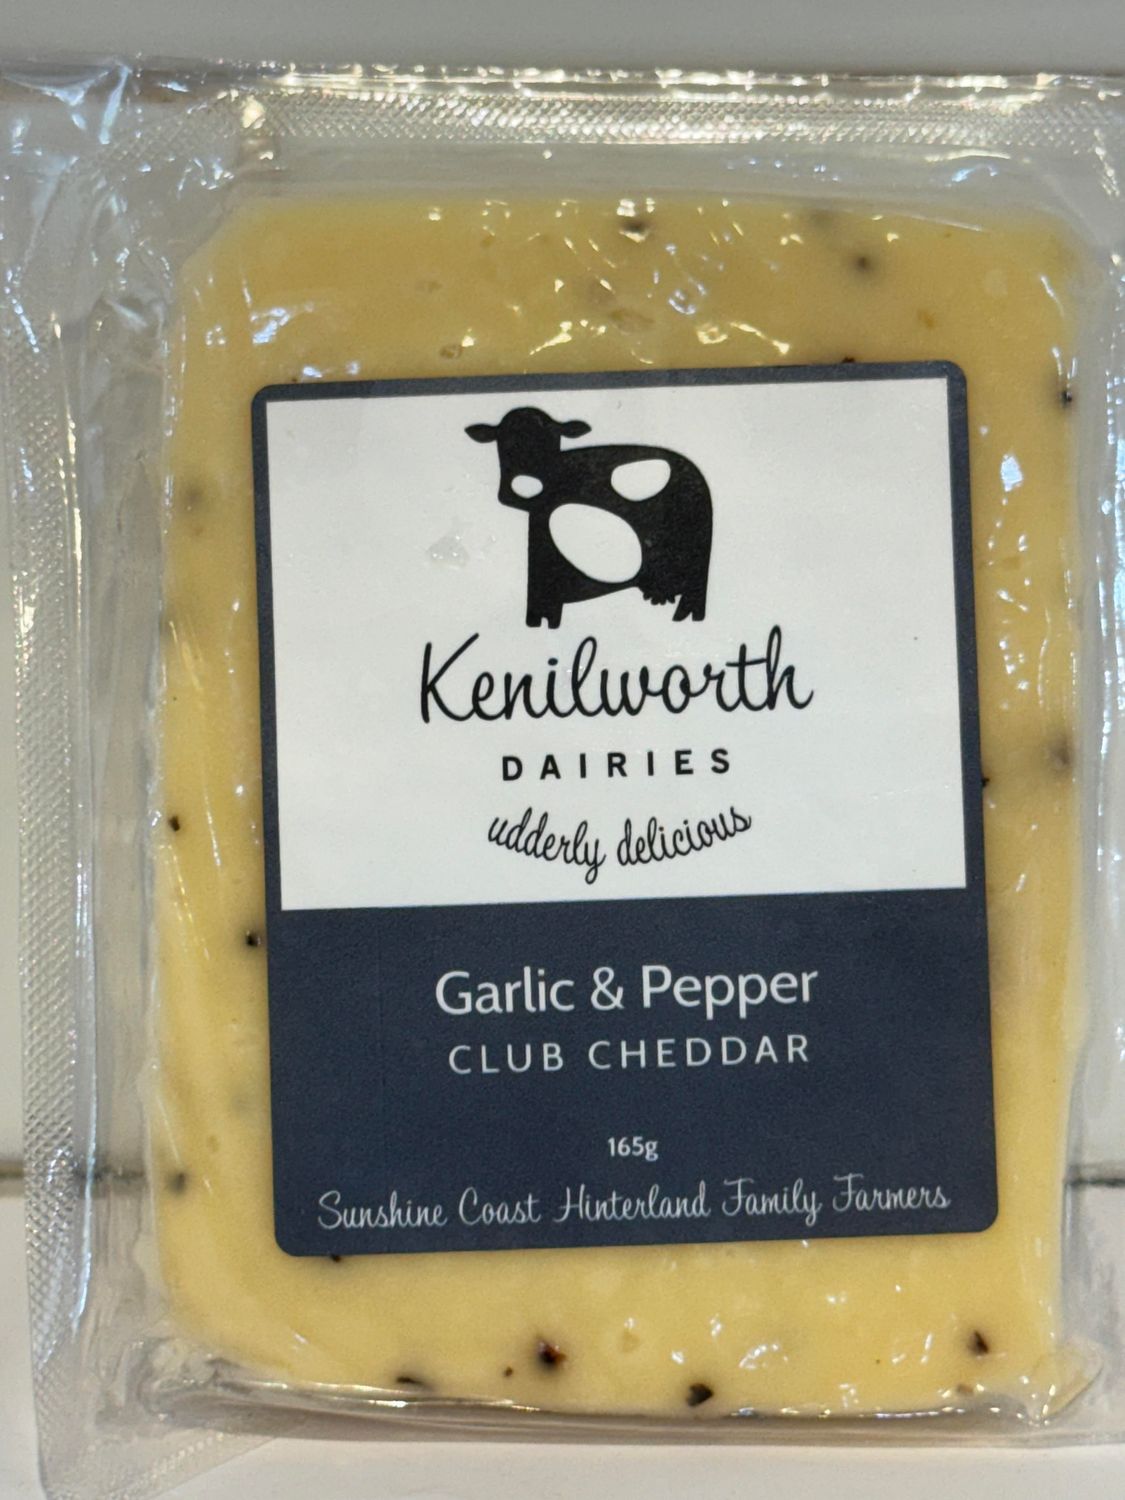 Kenilworth
DAIRIES
udderly delicious
Garlic & Pepper
CLUB CHEDDAR
165g
Sunshine Coast Hinterland Family Farmers